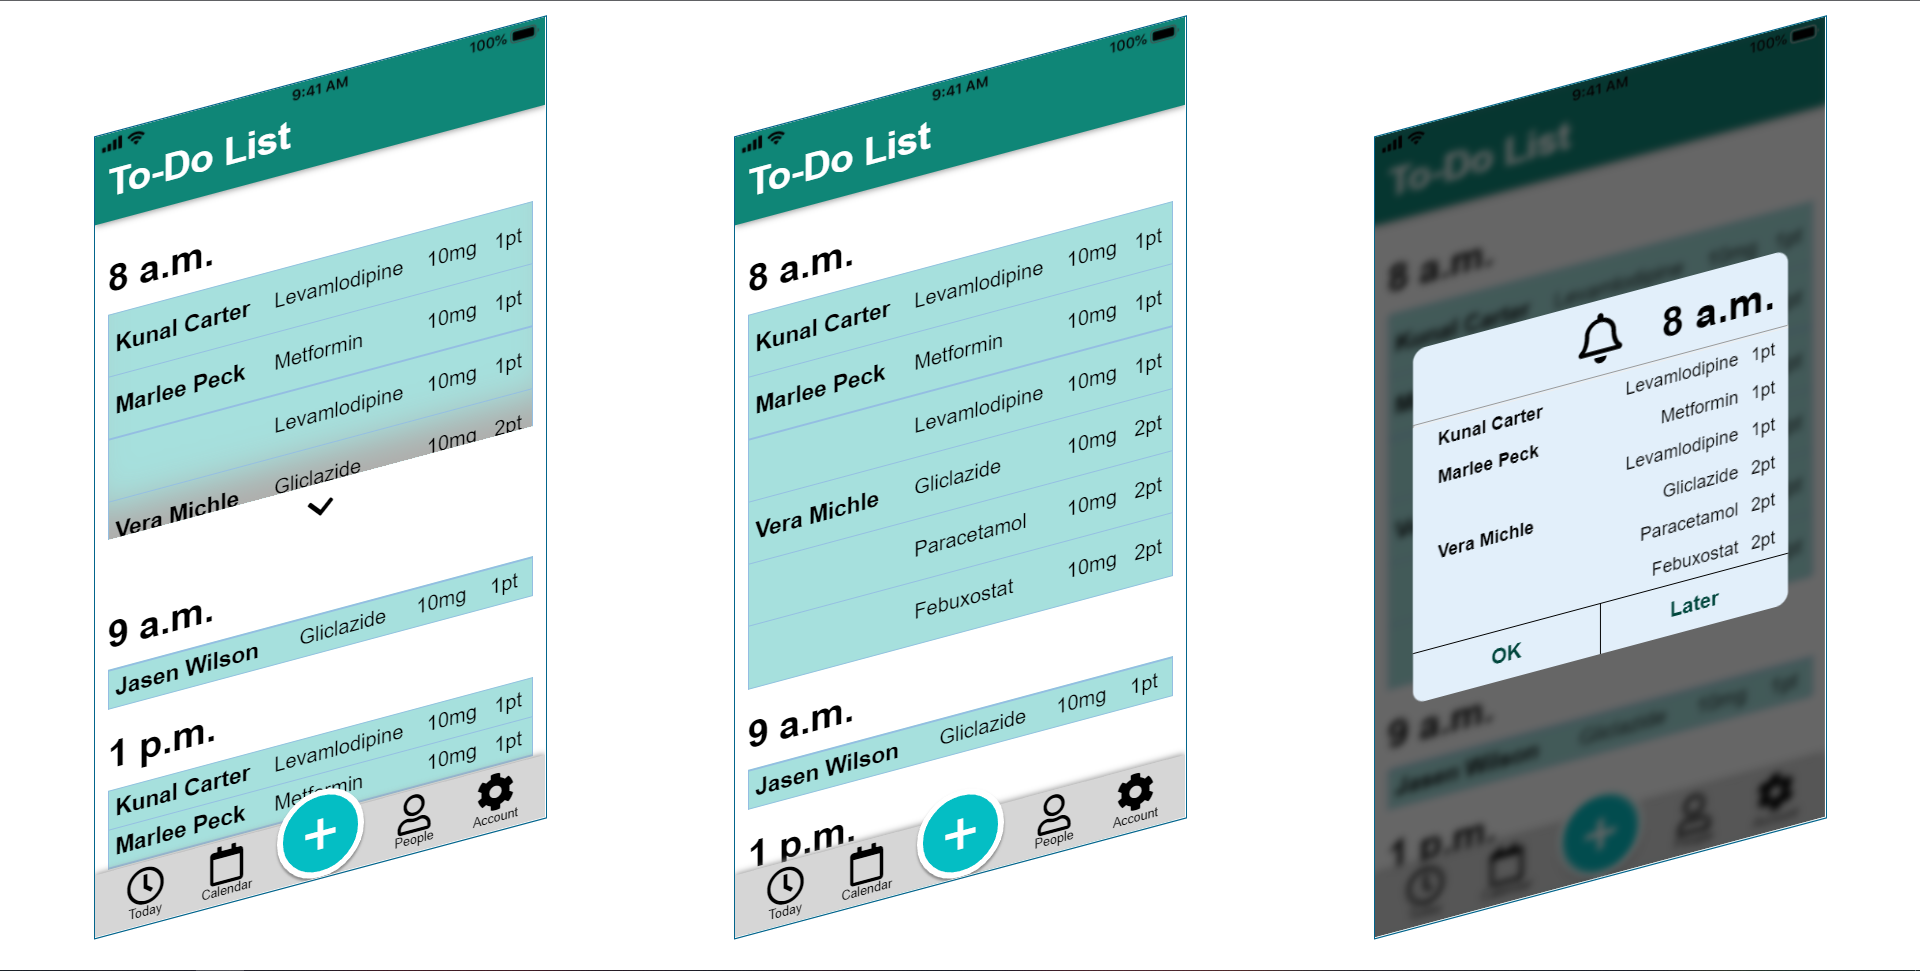 100%
9:41 AM
To-Do List
8 a.m.
Kunal Carter Levamlodipine 10mg 1pt
Marlee Peck Metformin 10mg 1pt
Levamlodipine 10mg 1pt
Vera Michle Gliclazide 10mg 2pt
9 a.m.
Jasen Wilson Gliclazide 10mg 1pt
1 p.m.
Kunal Carter Levamlodipine 10mg 1pt
Marlee Peck Metformin 10mg 1pt
Today Calendar + People Account
100%
9:41 AM
To-Do List
8 a.m.
Kunal Carter Levamlodipine 10mg 1pt
Marlee Peck Metformin 10mg 1pt
Levamlodipine 10mg 1pt
Vera Michle Gliclazide 10mg 2pt
Paracetamol 10mg 2pt
Febuxostat 10mg 2pt
9 a.m.
Jasen Wilson Gliclazide 10mg 1pt
1 p.m.
Today Calendar + People Account
100%
9:41 AM
To-Do List
8 a.m.
8 a.m.
Kunal Carter Levamlodipine 1pt
Marlee Peck Metformin 1pt
Levamlodipine 1pt
Vera Michle Gliclazide 2pt
Paracetamol 2pt
Febuxostat 2pt
OK Later
9 a.m.
Jasen Wilson Gliclazide 10mg 1pt
1 p.m.